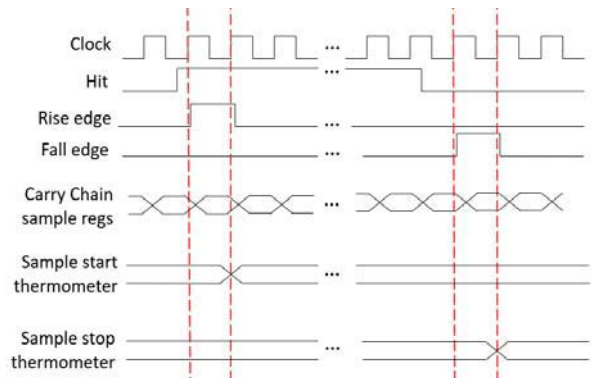 Clock
...
Hit
...
Rise edge
...
Fall edge
...
Carry Chain
sample regs
...
Sample start
thermometer
...
Sample stop
thermometer
...